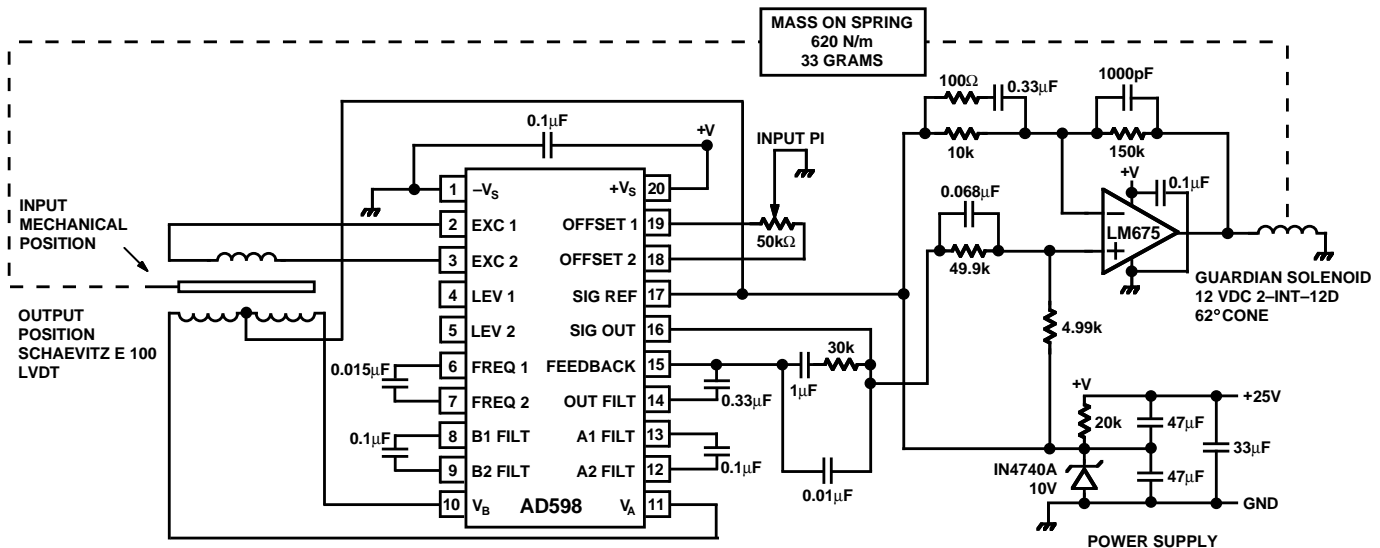 MASS ON SPRING
620 N/m
33 GRAMS
100Ω
0.33µF
1000pF
10k
150k
0.1µF
+V
INPUT PI
50kΩ
INPUT
MECHANICAL
POSITION
OUTPUT
POSITION
SCHAEVITZ E 100
LVDT
1
–VS
+VS
20
2
EXC 1
OFFSET 1
19
3
EXC 2
OFFSET 2
18
4
LEV 1
SIG REF
17
5
LEV 2
SIG OUT
16
6
FREQ 1
FEEDBACK
15
7
FREQ 2
OUT FILT
14
8
B1 FILT
A1 FILT
13
9
B2 FILT
A2 FILT
12
10
VB
AD598
VA
11
0.015µF
0.1µF
0.33µF
0.1µF
1µF
30k
0.01µF
0.068µF
49.9k
+V
0.1µF
–
LM675
+
4.99k
GUARDIAN SOLENOID
12 VDC 2–INT–12D
62°CONE
+V
20k
47µF
47µF
33µF
+25V
IN4740A
10V
GND
POWER SUPPLY